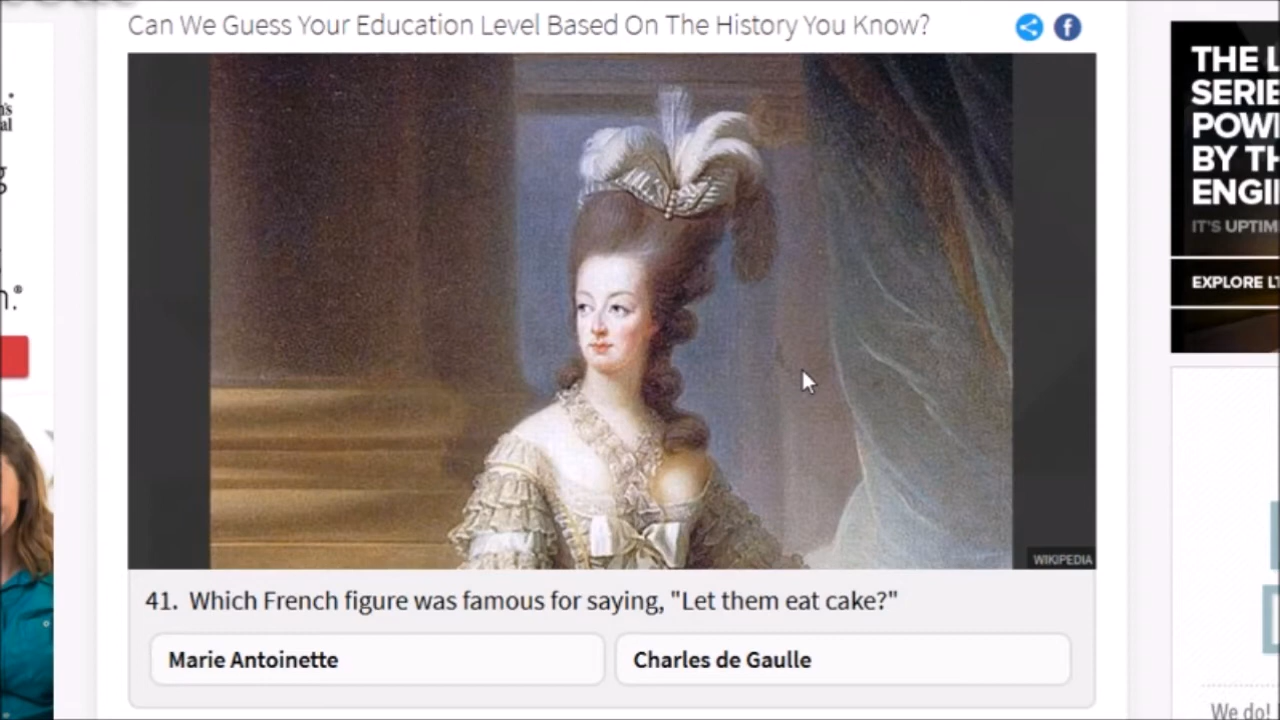 Can We Guess Your Education Level Based On The History You Know?
WIKIPEDIA
41. Which French figure was famous for saying, "Let them eat cake?"
Marie Antoinette
Charles de Gaulle
THE L
SERIE
POWE
BY TH
ENGI
IT'S UPTIM
EXPLORE LT
We do!